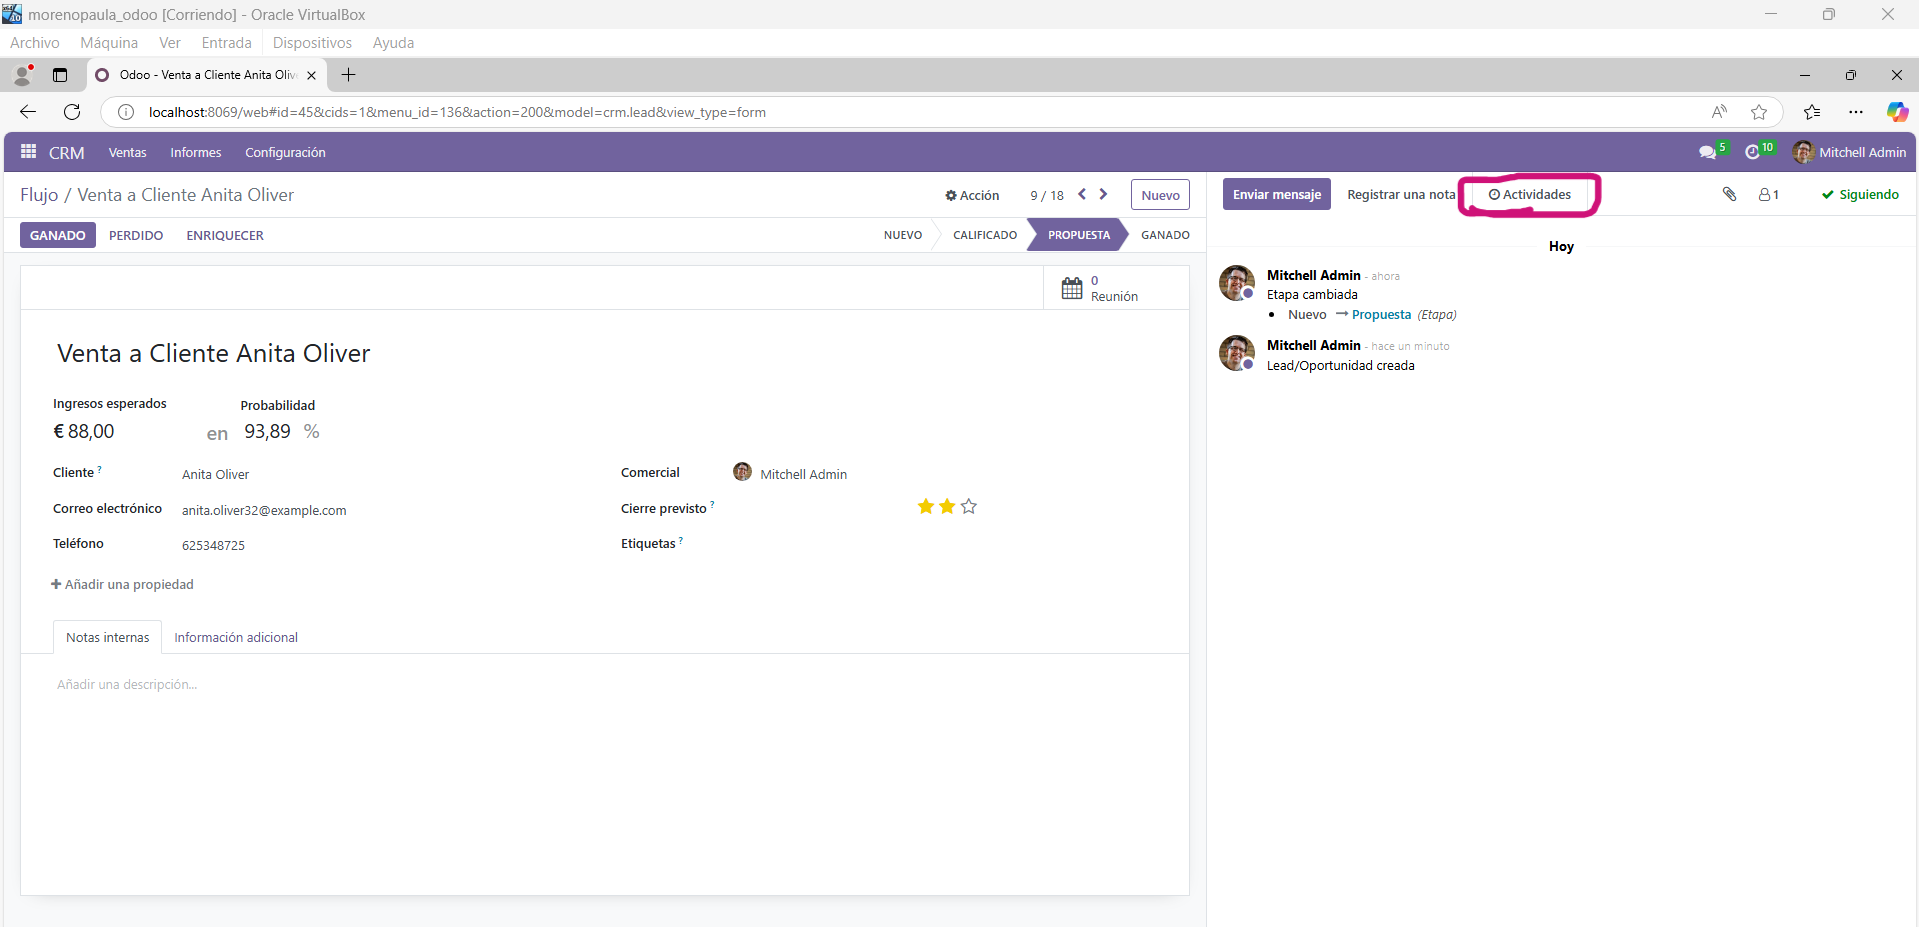 morenopaula_odoo [Corriendo] - Oracle VirtualBox
Archivo Máquina Ver Entrada Dispositivos Ayuda
Odoo - Venta a Cliente Anita Oliv
localhost:8069/web#id=45&cids=1&menu_id=136&action=200&model=crm.lead&view_type=form
CRM Ventas Informes Configuración 5 10 Mitchell Admin
Flujo / Venta a Cliente Anita Oliver Acción 9 / 18 Nuevo
GANADO PERDIDO ENRIQUECER NUEVO CALIFICADO PROPUESTA GANADO
0
Reunión
Venta a Cliente Anita Oliver
Ingresos esperados Probabilidad
€ 88,00 en 93,89 %
Cliente ? Anita Oliver Comercial Mitchell Admin
Correo electrónico anita.oliver32@example.com Cierre previsto ?
Teléfono 625348725 Etiquetas ?
Añadir una propiedad
Notas internas Información adicional
Añadir una descripción...
Enviar mensaje Registrar una nota Actividades 1 Siguiendo
Hoy
Mitchell Admin - ahora
Etapa cambiada
• Nuevo → Propuesta (Etapa)
Mitchell Admin - hace un minuto
Lead/Oportunidad creada